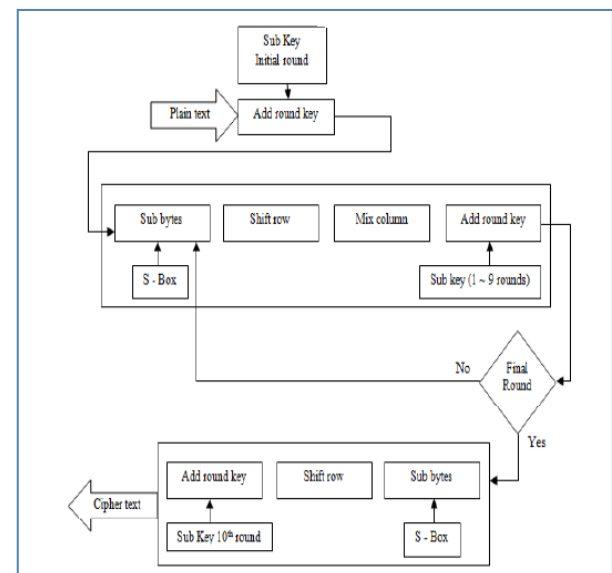 Sub Key
Initial round
Plain text
Add round key
Sub bytes
Shift row
Mix column
Add round key
S - Box
Sub key (1 ~ 9 rounds)
No
Final
Round
Yes
Add round key
Shift row
Sub bytes
Cipher text
Sub Key 10th round
S - Box